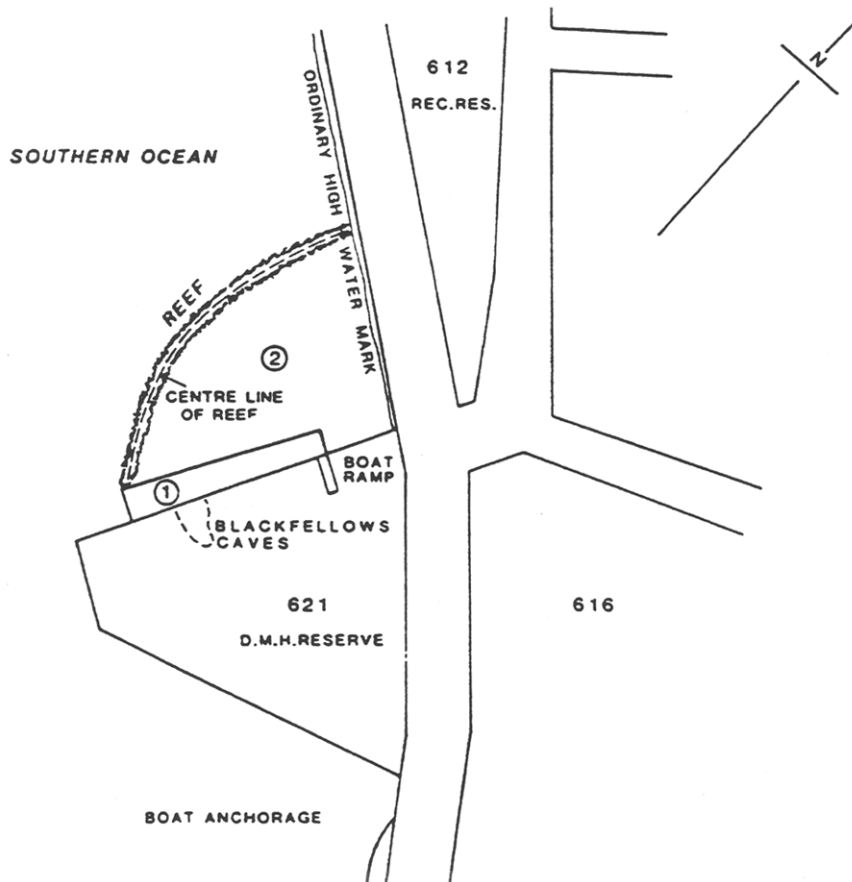 612
REC.RES.
N
ORDINARY HIGH WATER MARK
SOUTHERN OCEAN
REEF
②
CENTRE LINE
OF REEF
BOAT
RAMP
①
BLACKFELLOWS
CAVES
621
D.M.H.RESERVE
616
BOAT ANCHORAGE